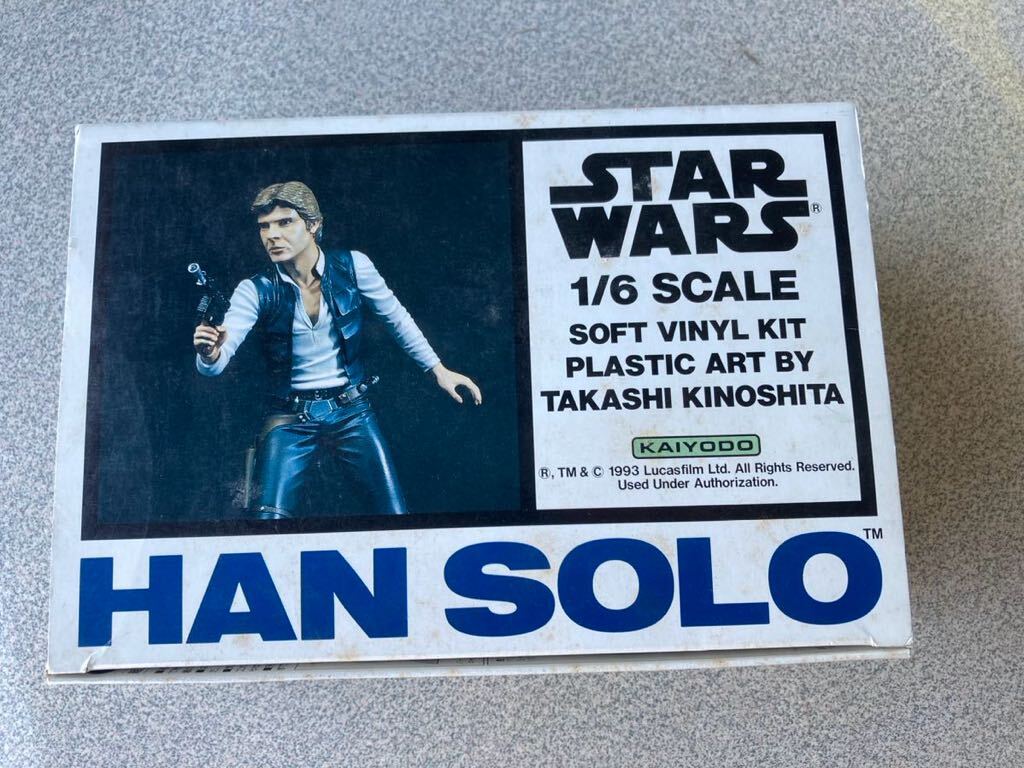 STAR
WARS®
1/6 SCALE
SOFT VINYL KIT
PLASTIC ART BY
TAKASHI KINOSHITA
KAIYODO
®, TM & © 1993 Lucasfilm Ltd. All Rights Reserved.
Used Under Authorization.
HAN SOLO™